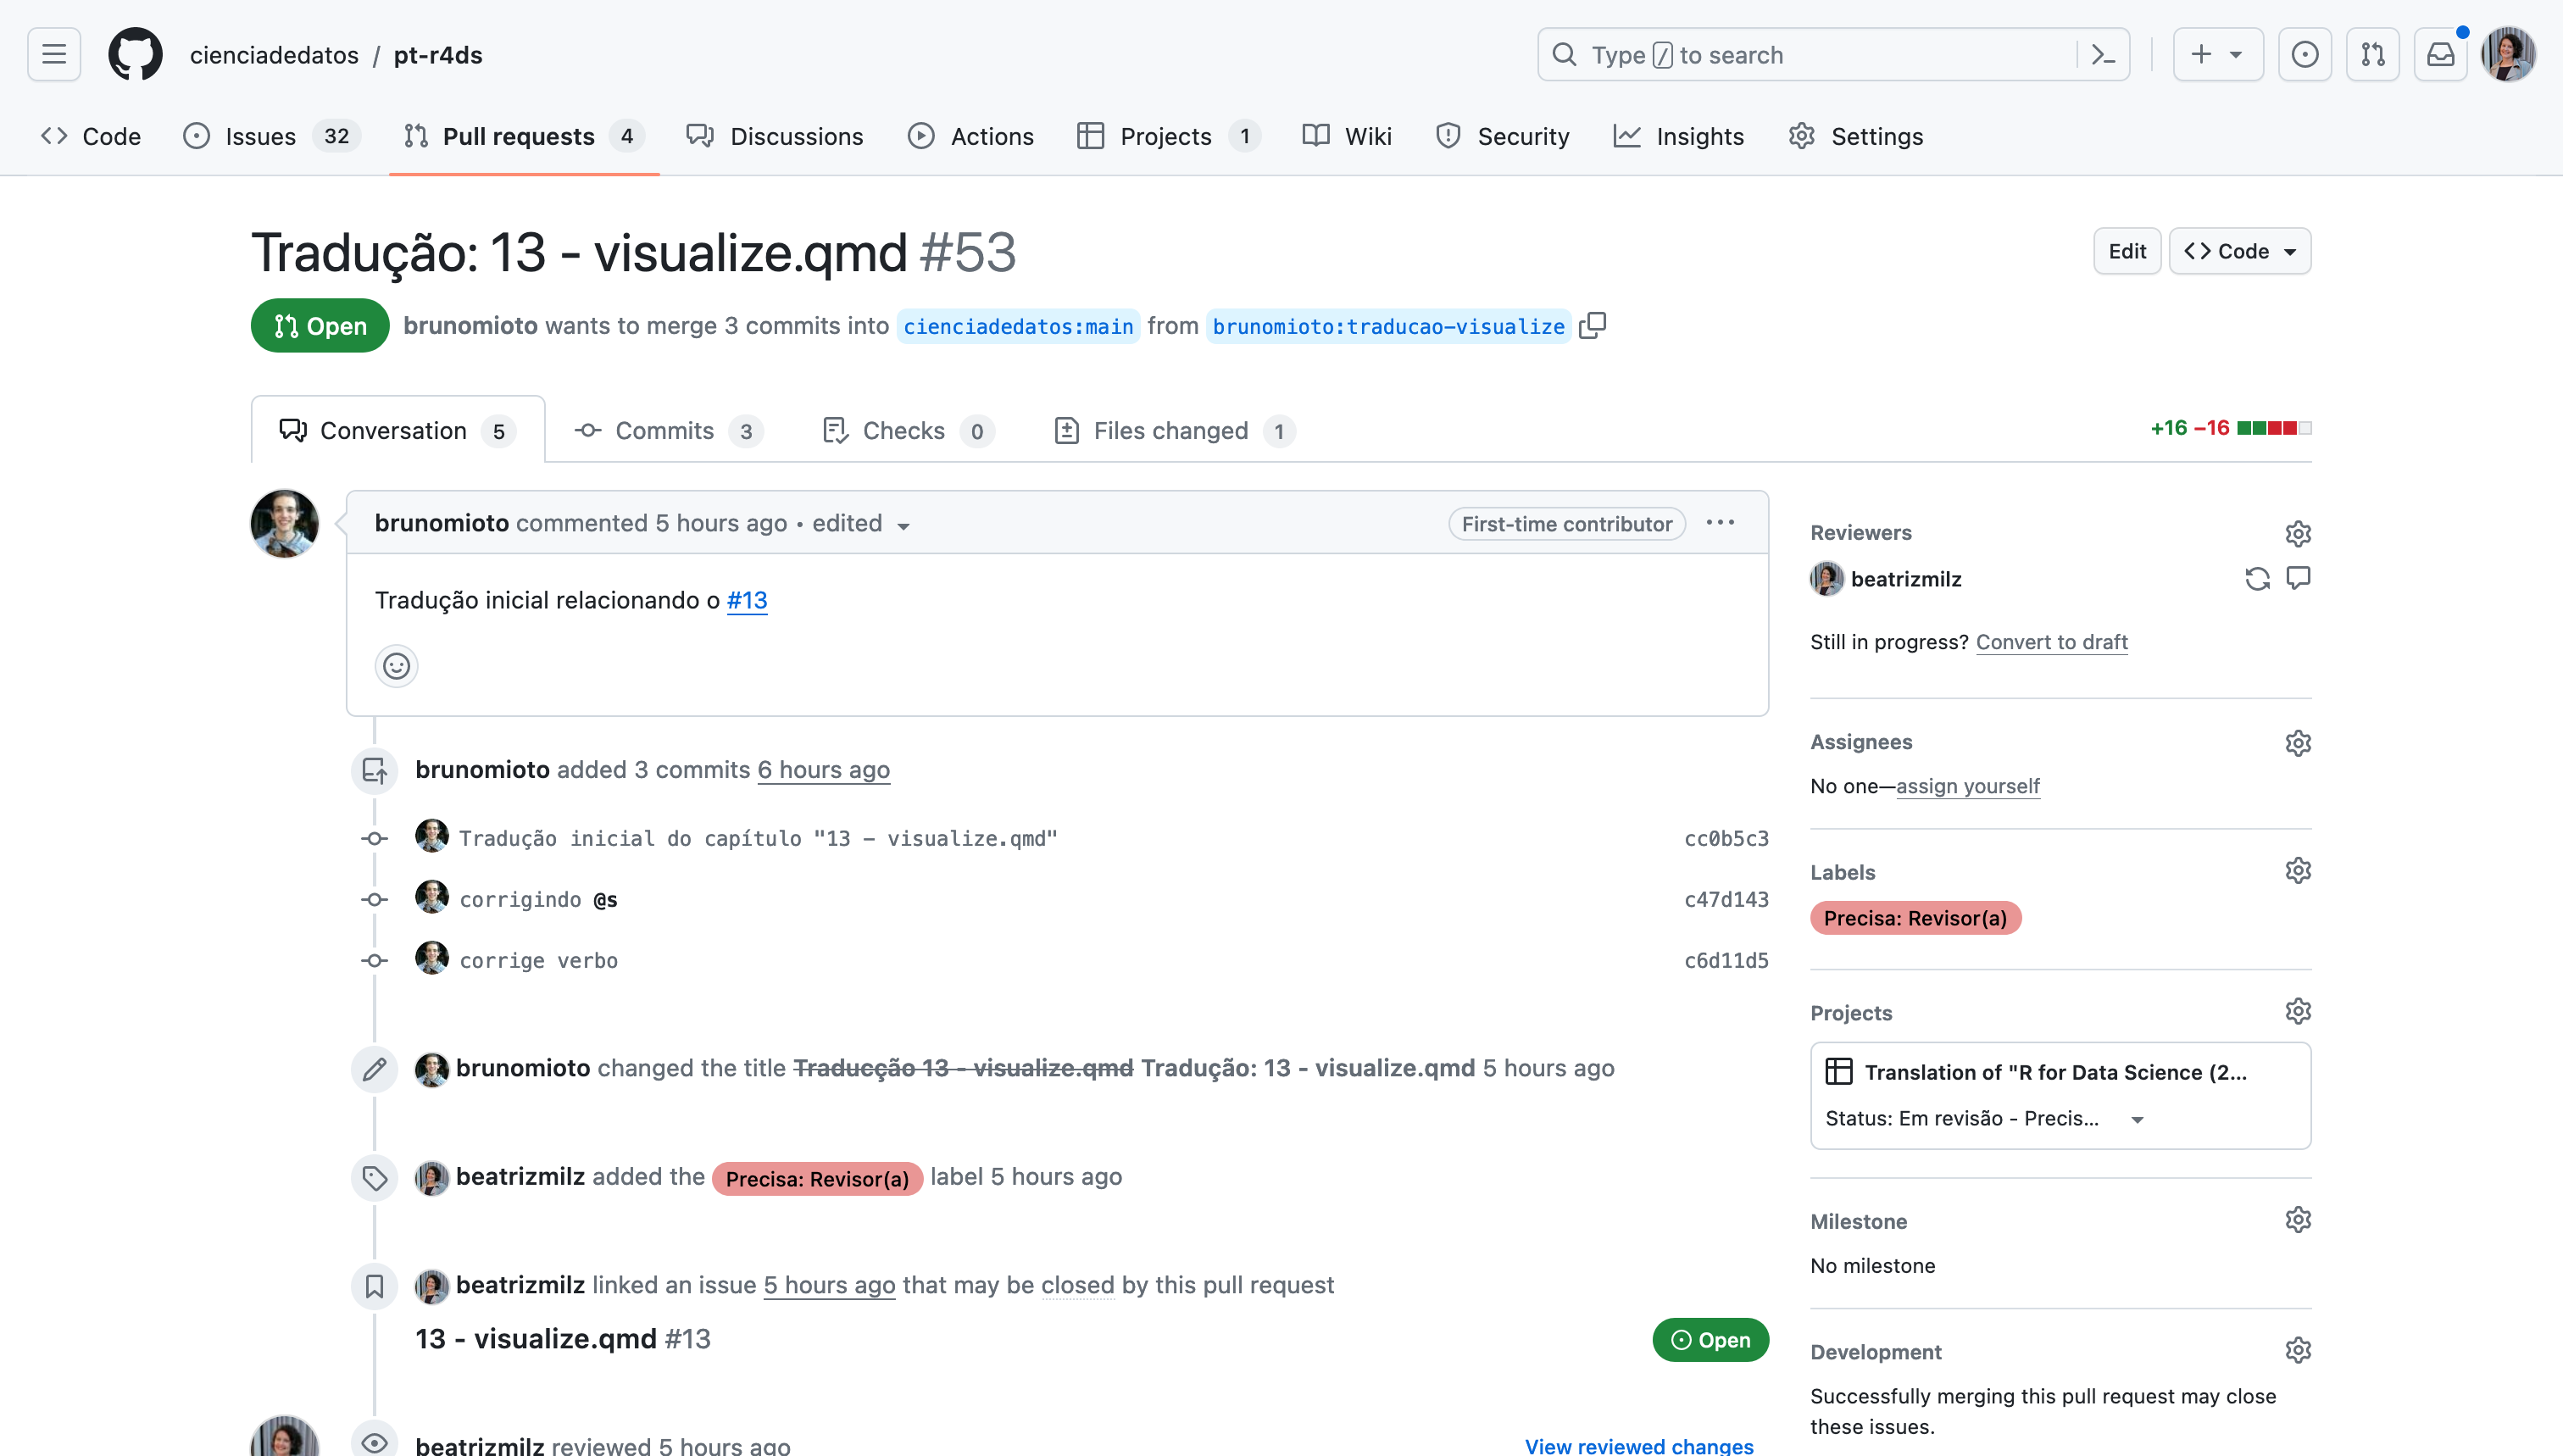 cienciadedatos / pt-r4ds
Type / to search
Code
Issues 32
Pull requests 4
Discussions
Actions
Projects 1
Wiki
Security
Insights
Settings
Tradução: 13 - visualize.qmd #53
Edit
Code
Open
brunomioto wants to merge 3 commits into cienciadedatos:main from brunomioto:traducao-visualize
Conversation 5
Commits 3
Checks 0
Files changed 1
+16 −16
brunomioto commented 5 hours ago • edited
First-time contributor
Tradução inicial relacionando o #13
brunomioto added 3 commits 6 hours ago
Tradução inicial do capítulo "13 - visualize.qmd"
cc0b5c3
corrigindo @s
c47d143
corrige verbo
c6d11d5
brunomioto changed the title Traducção 13 - visualize.qmd Tradução: 13 - visualize.qmd 5 hours ago
beatrizmilz added the Precisa: Revisor(a) label 5 hours ago
beatrizmilz linked an issue 5 hours ago that may be closed by this pull request
13 - visualize.qmd #13
Open
beatrizmilz reviewed 5 hours ago
View reviewed changes
Reviewers
beatrizmilz
Still in progress? Convert to draft
Assignees
No one—assign yourself
Labels
Precisa: Revisor(a)
Projects
Translation of "R for Data Science (2...
Status: Em revisão - Precis...
Milestone
No milestone
Development
Successfully merging this pull request may close
these issues.